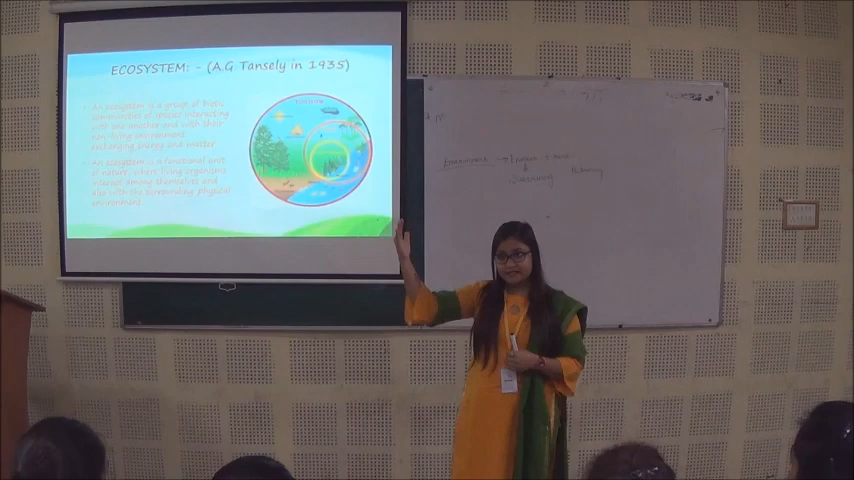 ECOSYSTEM: - (A.G Tansely in 1935)
An ecosystem is a group of biotic
communities of species interacting
with one another and with their
non-living environment
exchanging energy and matter
An ecosystem is a functional unit
of nature, where living organisms
interact among themselves and
also with the surrounding physical
environment.